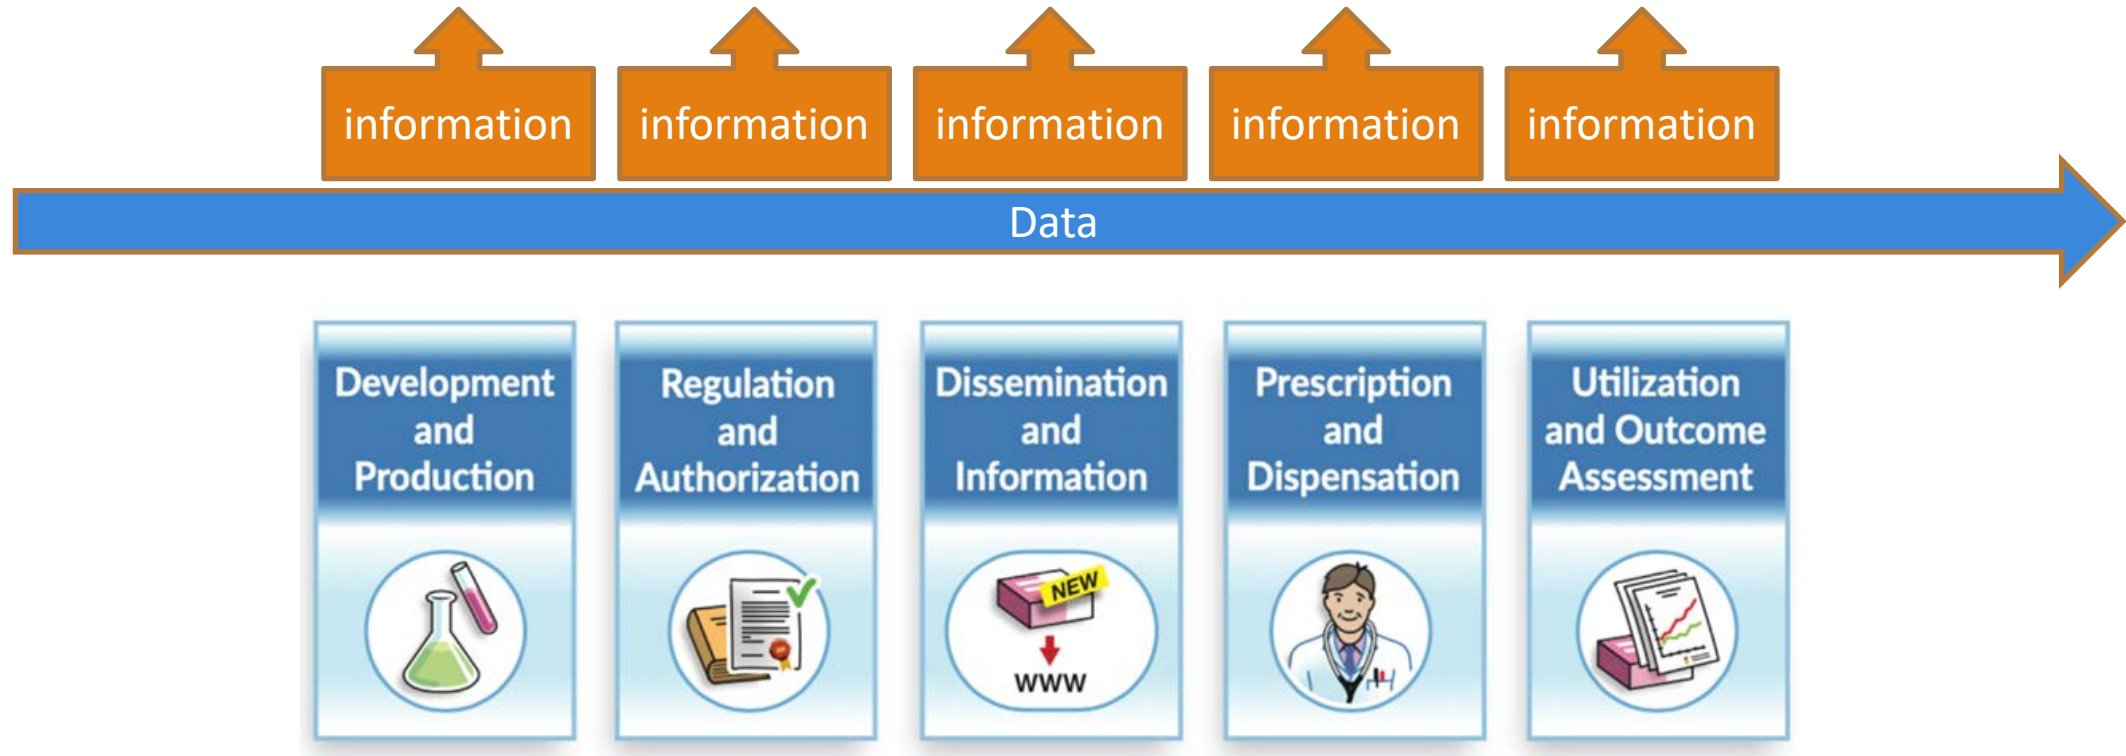 information
information
information
information
information
Data
Development
and
Production
Regulation
and
Authorization
Dissemination
and
Information
Prescription
and
Dispensation
Utilization
and Outcome
Assessment
NEW
www